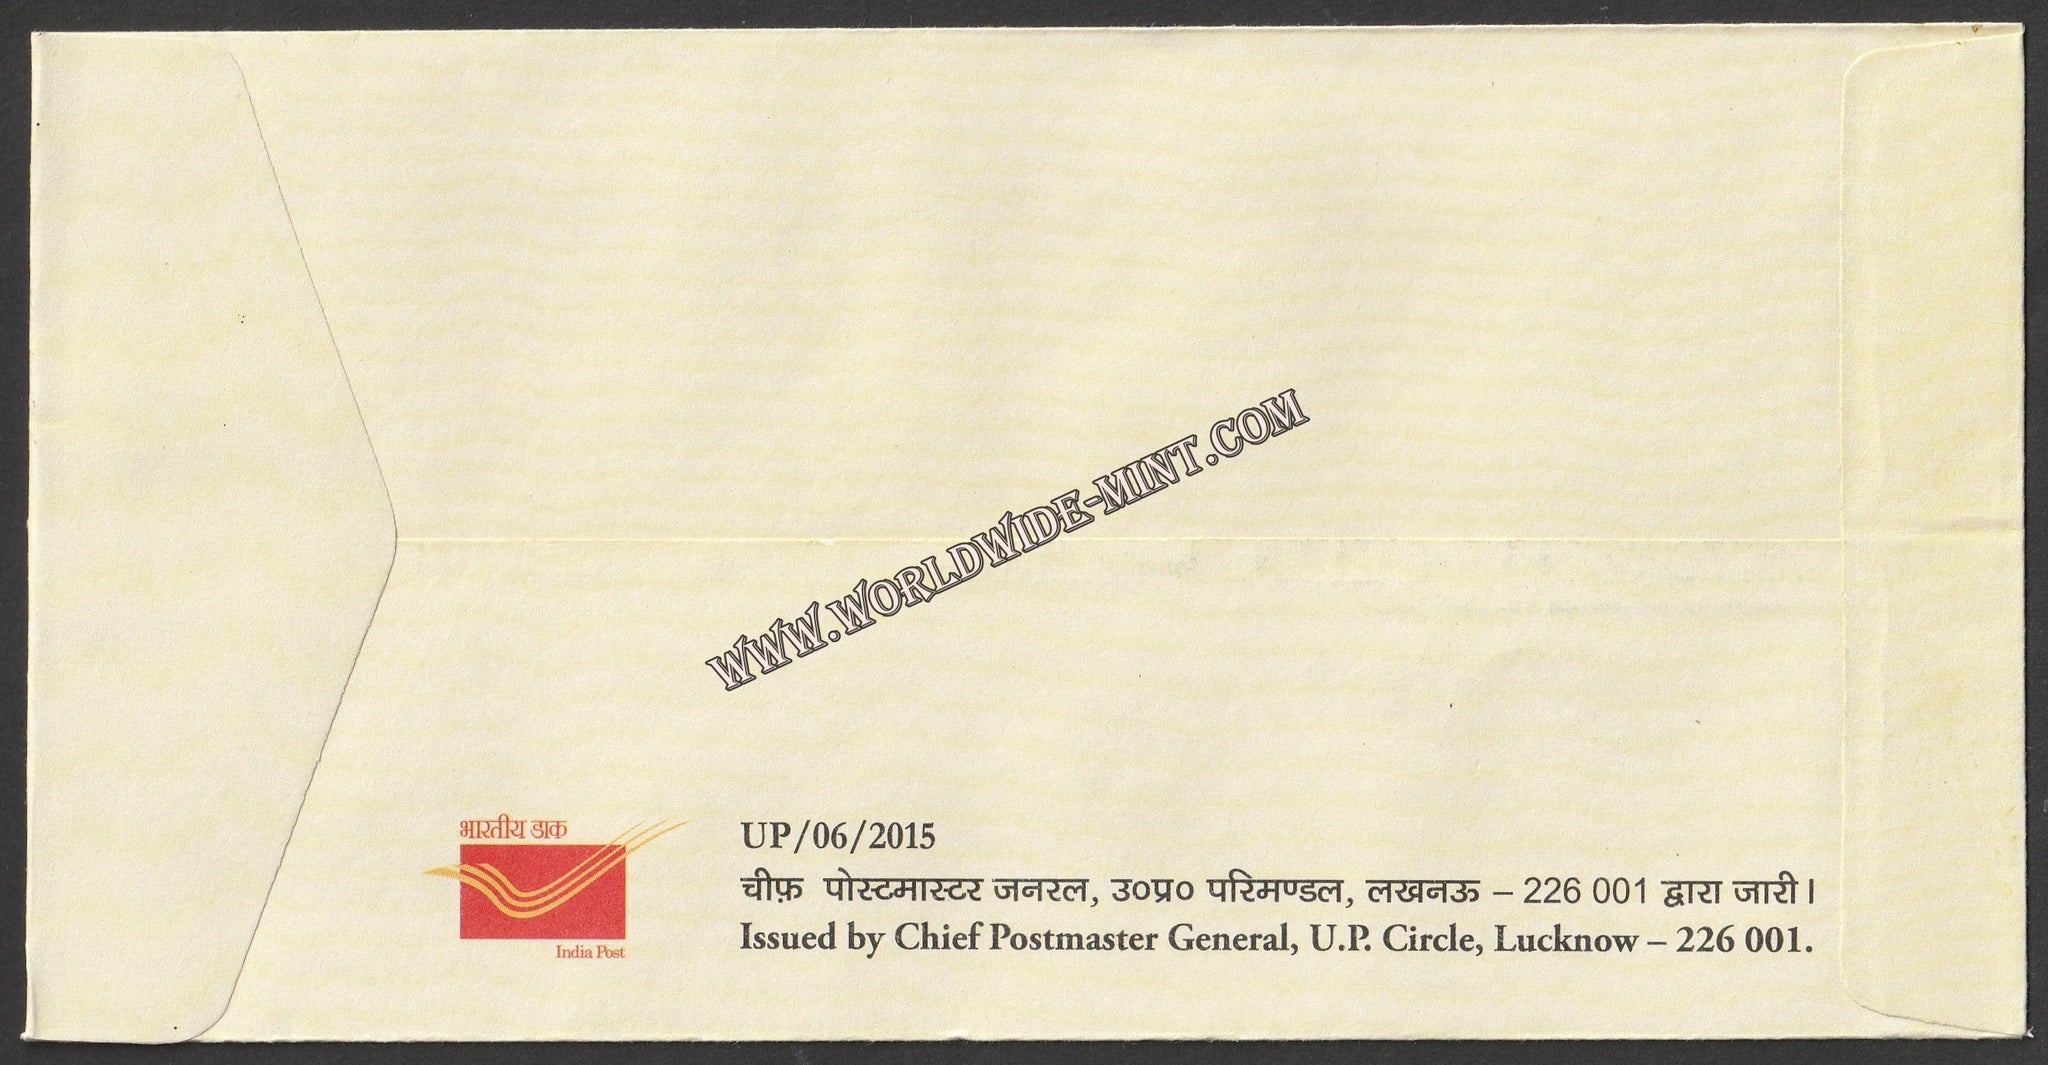 WWW.WORLDWIDE-MINT.COM
भारतीय डाक
India Post
UP/06/2015
चीफ़ पोस्टमास्टर जनरल, उ०प्र० परिमण्डल, लखनऊ – 226 001 द्वारा जारी।
Issued by Chief Postmaster General, U.P. Circle, Lucknow – 226 001.